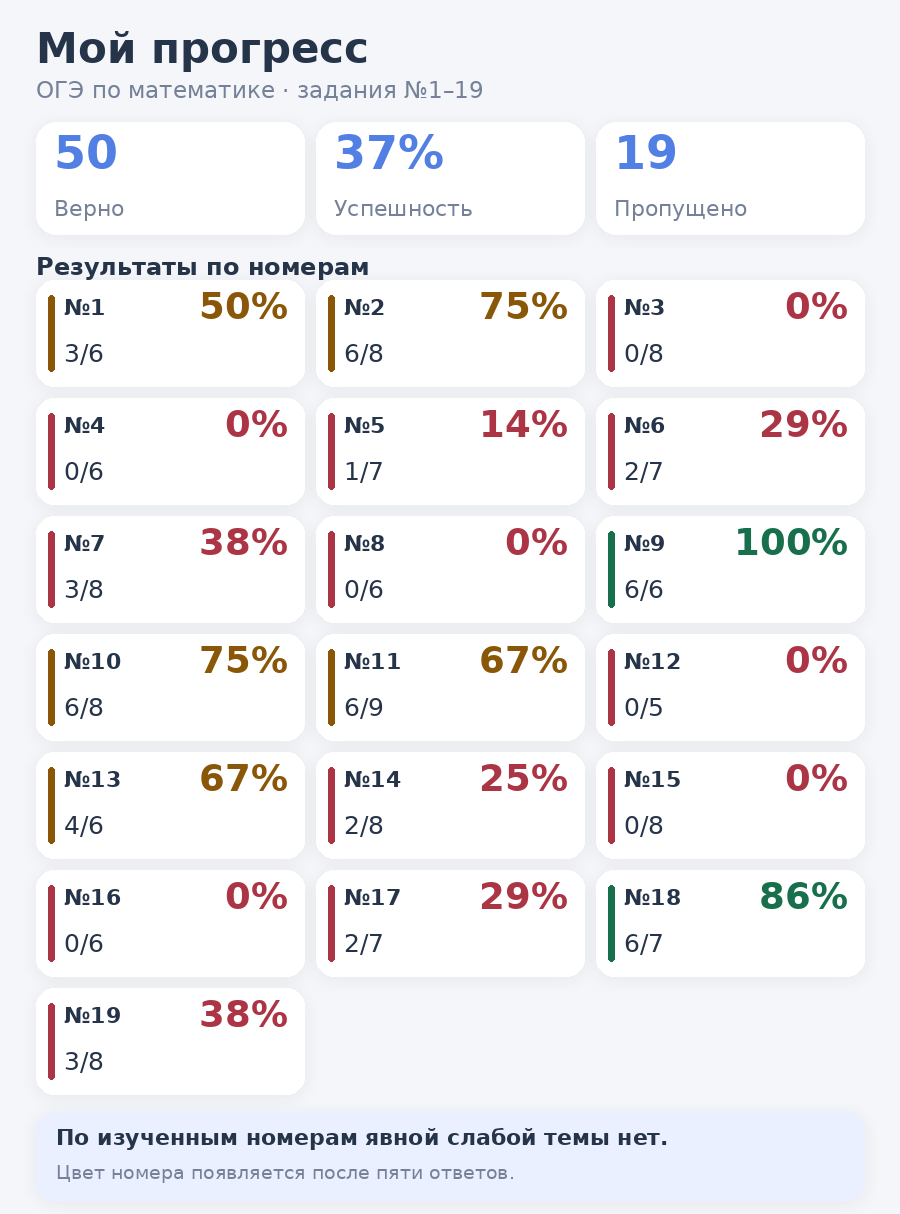 Мой прогресс
ОГЭ по математике · задания №1–19
50 37% 19
Верно Успешность Пропущено
Результаты по номерам
№1 50% №2 75% №3 0%
3/6 6/8 0/8
№4 0% №5 14% №6 29%
0/6 1/7 2/7
№7 38% №8 0% №9 100%
3/8 0/6 6/6
№10 75% №11 67% №12 0%
6/8 6/9 0/5
№13 67% №14 25% №15 0%
4/6 2/8 0/8
№16 0% №17 29% №18 86%
0/6 2/7 6/7
№19 38%
3/8
По изученным номерам явной слабой темы нет.
Цвет номера появляется после пяти ответов.